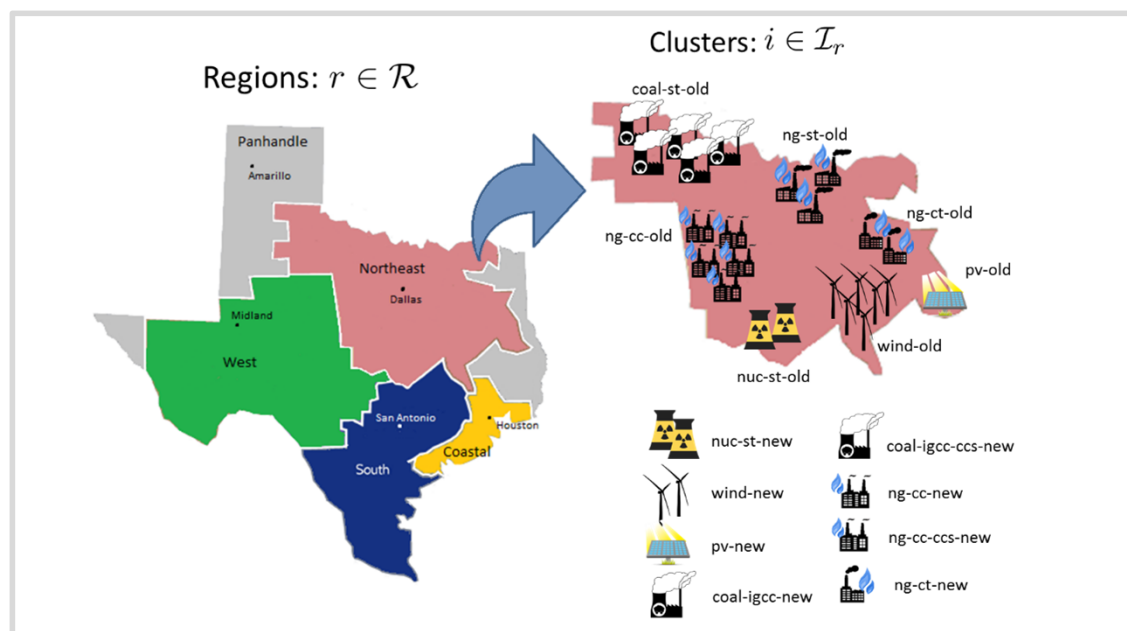 Regions: r ∈ ℛ
Clusters: i ∈ ℐ_r
Panhandle
Amarillo
Northeast
Dallas
Midland
West
San Antonio
Houston
Coastal
South
coal-st-old
ng-st-old
ng-ct-old
ng-cc-old
pv-old
wind-old
nuc-st-old
nuc-st-new
wind-new
pv-new
coal-igcc-new
coal-igcc-ccs-new
ng-cc-new
ng-cc-ccs-new
ng-ct-new